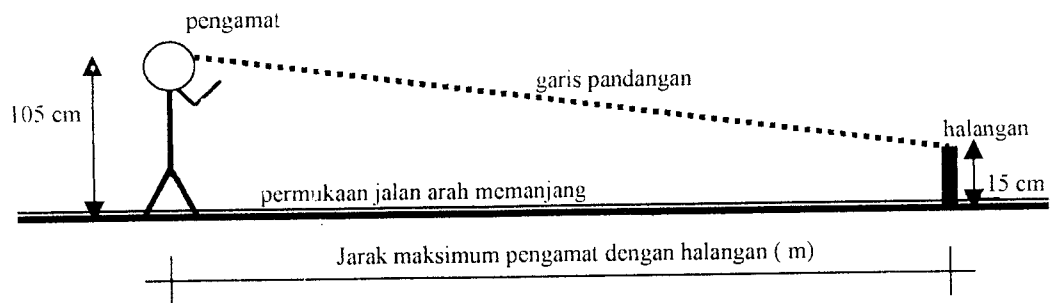 pengamat
garis pandangan
105 cm
halangan
15 cm
permukaan jalan arah memanjang
Jarak maksimum pengamat dengan halangan ( m)